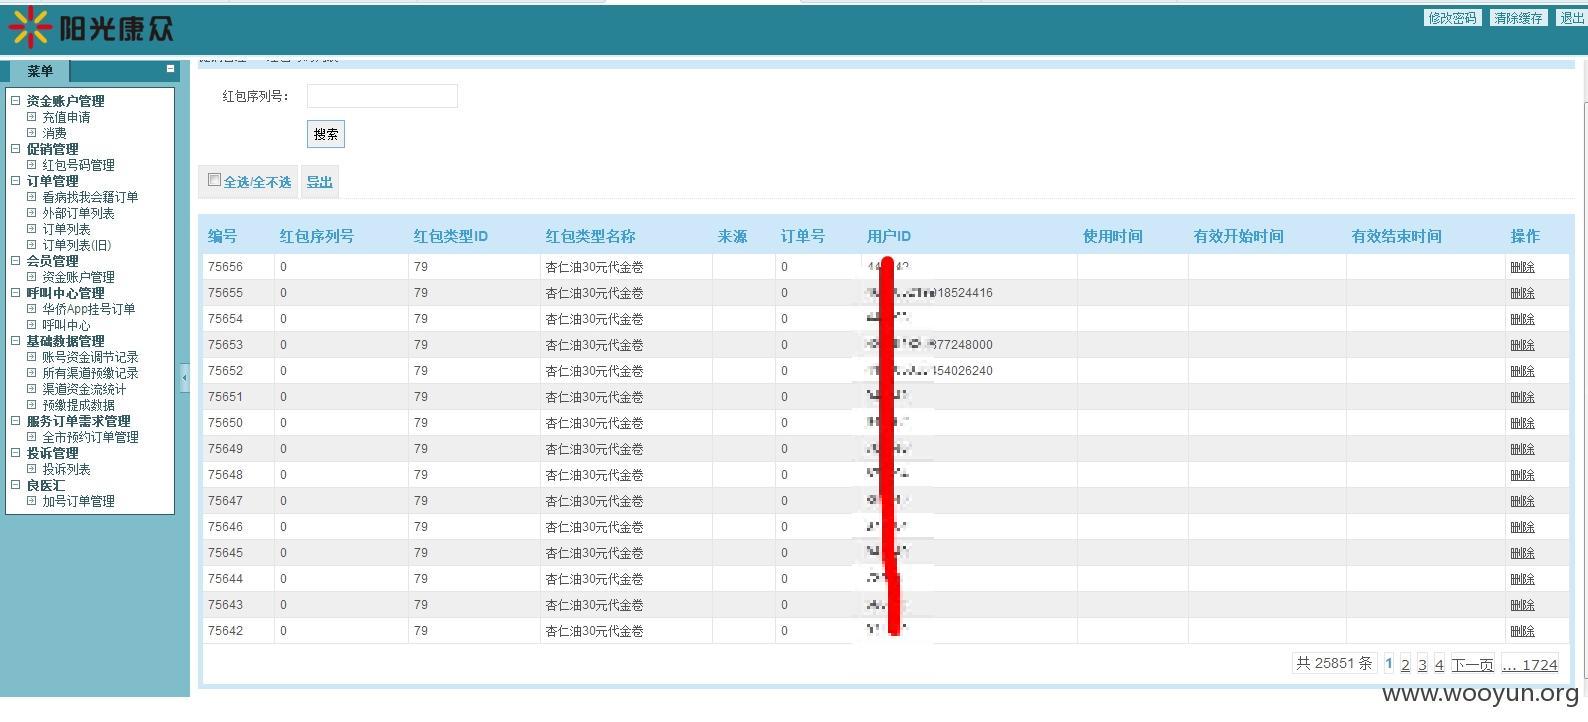 阳光康众
修改密码 清除缓存 退出
菜单
资金账户管理
充值申请
消费
促销管理
红包号码管理
订单管理
看病找我会籍订单
外部订单列表
订单列表
订单列表(旧)
会员管理
资金账户管理
呼叫中心管理
华侨App挂号订单
呼叫中心
基础数据管理
账号资金调节记录
所有渠道预缴记录
渠道资金流统计
预缴提成数据
服务订单需求管理
全市预约订单管理
投诉管理
投诉列表
良医汇
加号订单管理
红包序列号：
搜索
全选/全不选 导出
编号 红包序列号 红包类型ID 红包类型名称 来源 订单号 用户ID 使用时间 有效开始时间 有效结束时间 操作
75656 0 79 杏仁油30元代金卷 0 删除
75655 0 79 杏仁油30元代金卷 0 018524416 删除
75654 0 79 杏仁油30元代金卷 0 删除
75653 0 79 杏仁油30元代金卷 0 877248000 删除
75652 0 79 杏仁油30元代金卷 0 454026240 删除
75651 0 79 杏仁油30元代金卷 0 删除
75650 0 79 杏仁油30元代金卷 0 删除
75649 0 79 杏仁油30元代金卷 0 删除
75648 0 79 杏仁油30元代金卷 0 删除
75647 0 79 杏仁油30元代金卷 0 删除
75646 0 79 杏仁油30元代金卷 0 删除
75645 0 79 杏仁油30元代金卷 0 删除
75644 0 79 杏仁油30元代金卷 0 删除
75643 0 79 杏仁油30元代金卷 0 删除
75642 0 79 杏仁油30元代金卷 0 删除
共 25851 条 1 2 3 4 下一页 ... 1724
www.wooyun.org